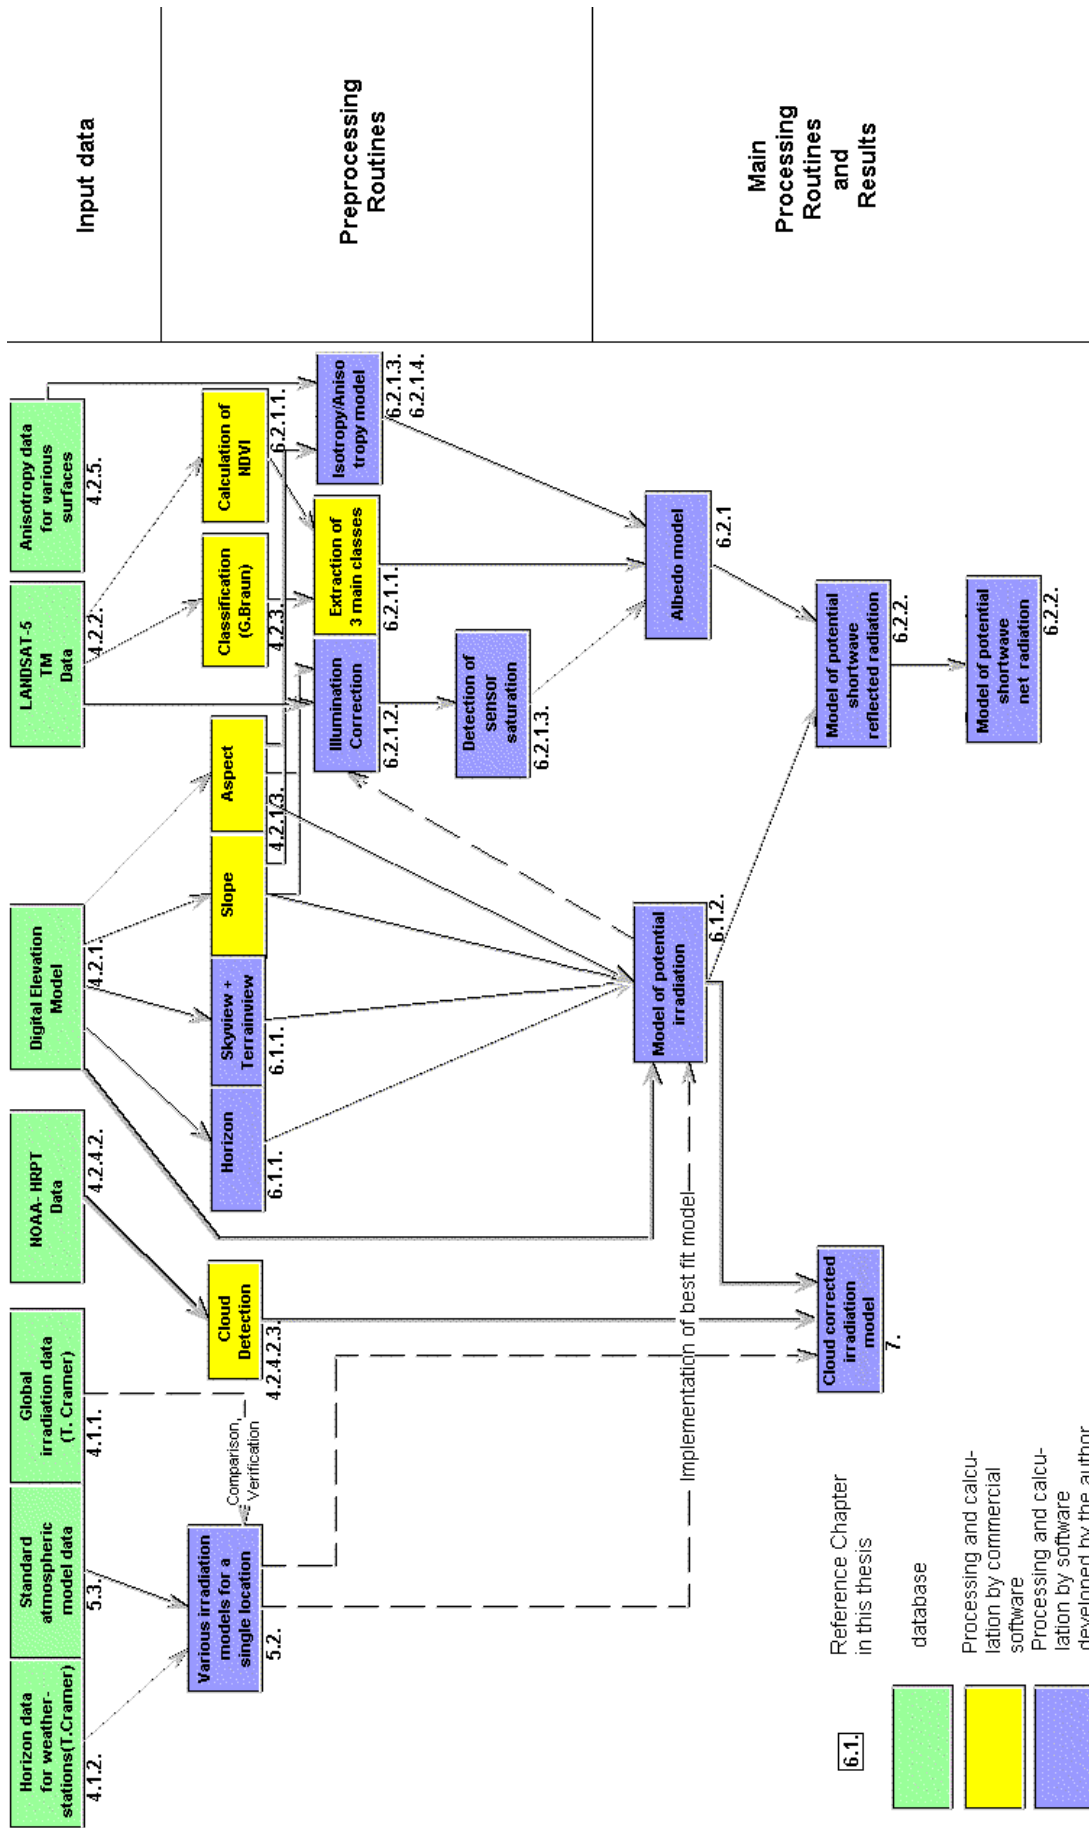 Horizon data
for weather-
stations(T.Cramer)
4.1.2.
Standard
atmospheric
model data
5.3.
Global
irradiation data
(T. Cramer)
4.1.1.
NOAA- HRPT
Data
4.2.4.2.
Digital Elevation
Model
4.2.1.
LANDSAT-5
TM
Data
4.2.2.
Anisotropy data
for various
surfaces
4.2.5.
Input data
Various irradiation
models for a
single location
5.2.
Comparison,
Verification
Cloud
Detection
4.2.4.2.3.
Horizon
6.1.1.
Skyview +
Terrainview
6.1.1.
Slope
Aspect
4.2.1.3.
Classification
(G.Braun)
4.2.3.
Calculation of
NDVI
6.2.1.1.
Illumination
Correction
6.2.1.2.
Extraction of
3 main classes
6.2.1.1.
Isotropy/Aniso
tropy model
6.2.1.3.
6.2.1.4.
Detection of
sensor
saturation
6.2.1.3.
Preprocessing
Routines
Implementation of best fit model
Model of potential
irradiation
6.1.2.
Albedo model
6.2.1
Cloud corrected
irradiation
model
7.
Model of potential
shortwave
reflected radiation
6.2.2.
Model of potential
shortwave
net radiation
6.2.2.
Main
Processing
Routines
and
Results
6.1.
Reference Chapter
in this thesis
database
Processing and calcu-
lation by commercial
software
Processing and calcu-
lation by software
developed by the author